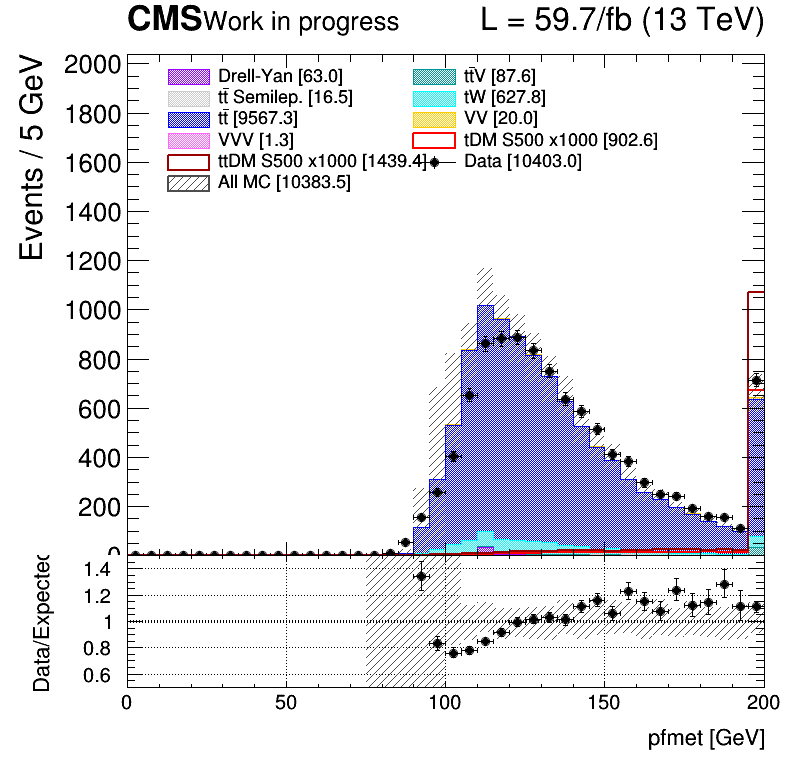 CMS Work in progress L = 59.7/fb (13 TeV)
Events / 5 GeV
2000
1800
1600
1400
1200
1000
800
600
400
200
0
Drell-Yan [63.0] tt̄V [87.6]
tt̄ Semilep. [16.5] tW [627.8]
tt̄ [9567.3] VV [20.0]
VVV [1.3] tDM S500 x1000 [902.6]
ttDM S500 x1000 [1439.4] Data [10403.0]
All MC [10383.5]
Data/Expected
1.4
1.2
1
0.8
0.6
0 50 100 150 200
pfmet [GeV]